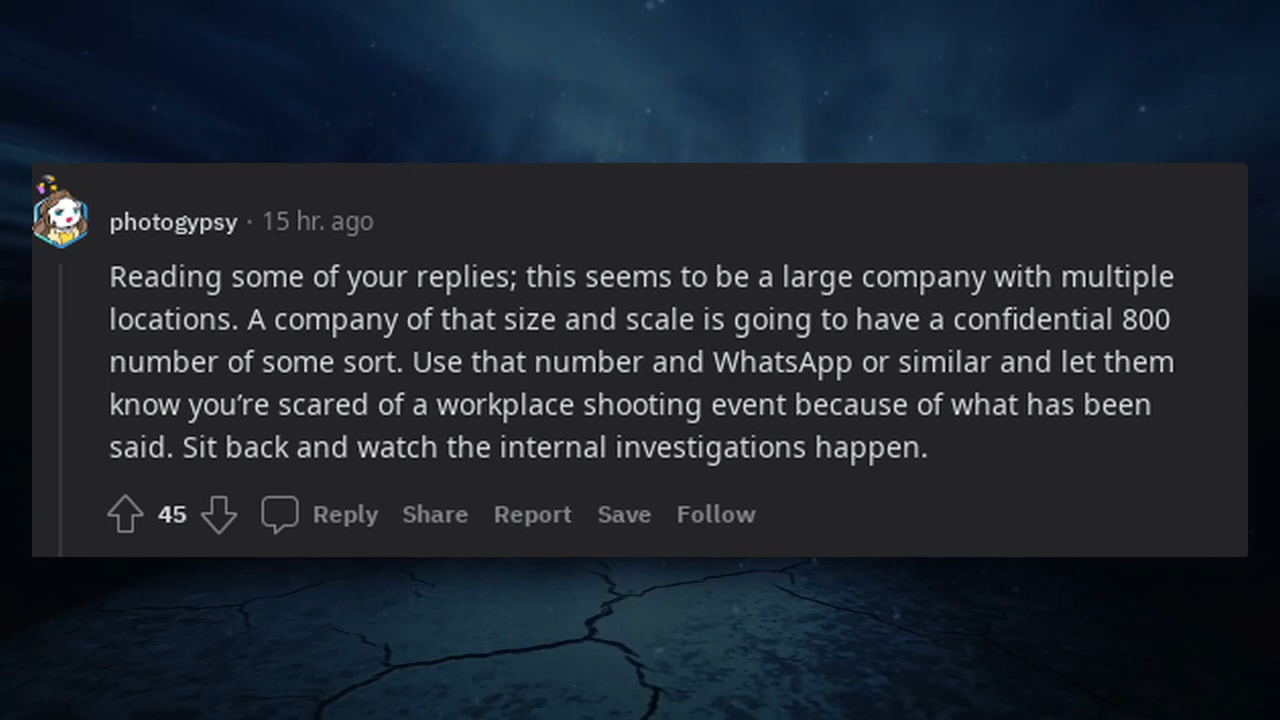 photogypsy · 15 hr. ago
Reading some of your replies; this seems to be a large company with multiple
locations. A company of that size and scale is going to have a confidential 800
number of some sort. Use that number and WhatsApp or similar and let them
know you’re scared of a workplace shooting event because of what has been
said. Sit back and watch the internal investigations happen.
45 Reply Share Report Save Follow